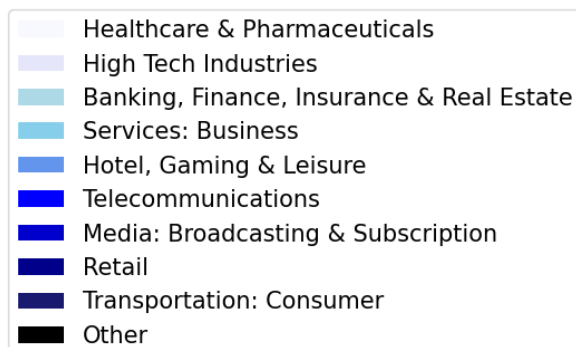 Healthcare & Pharmaceuticals
High Tech Industries
Banking, Finance, Insurance & Real Estate
Services: Business
Hotel, Gaming & Leisure
Telecommunications
Media: Broadcasting & Subscription
Retail
Transportation: Consumer
Other